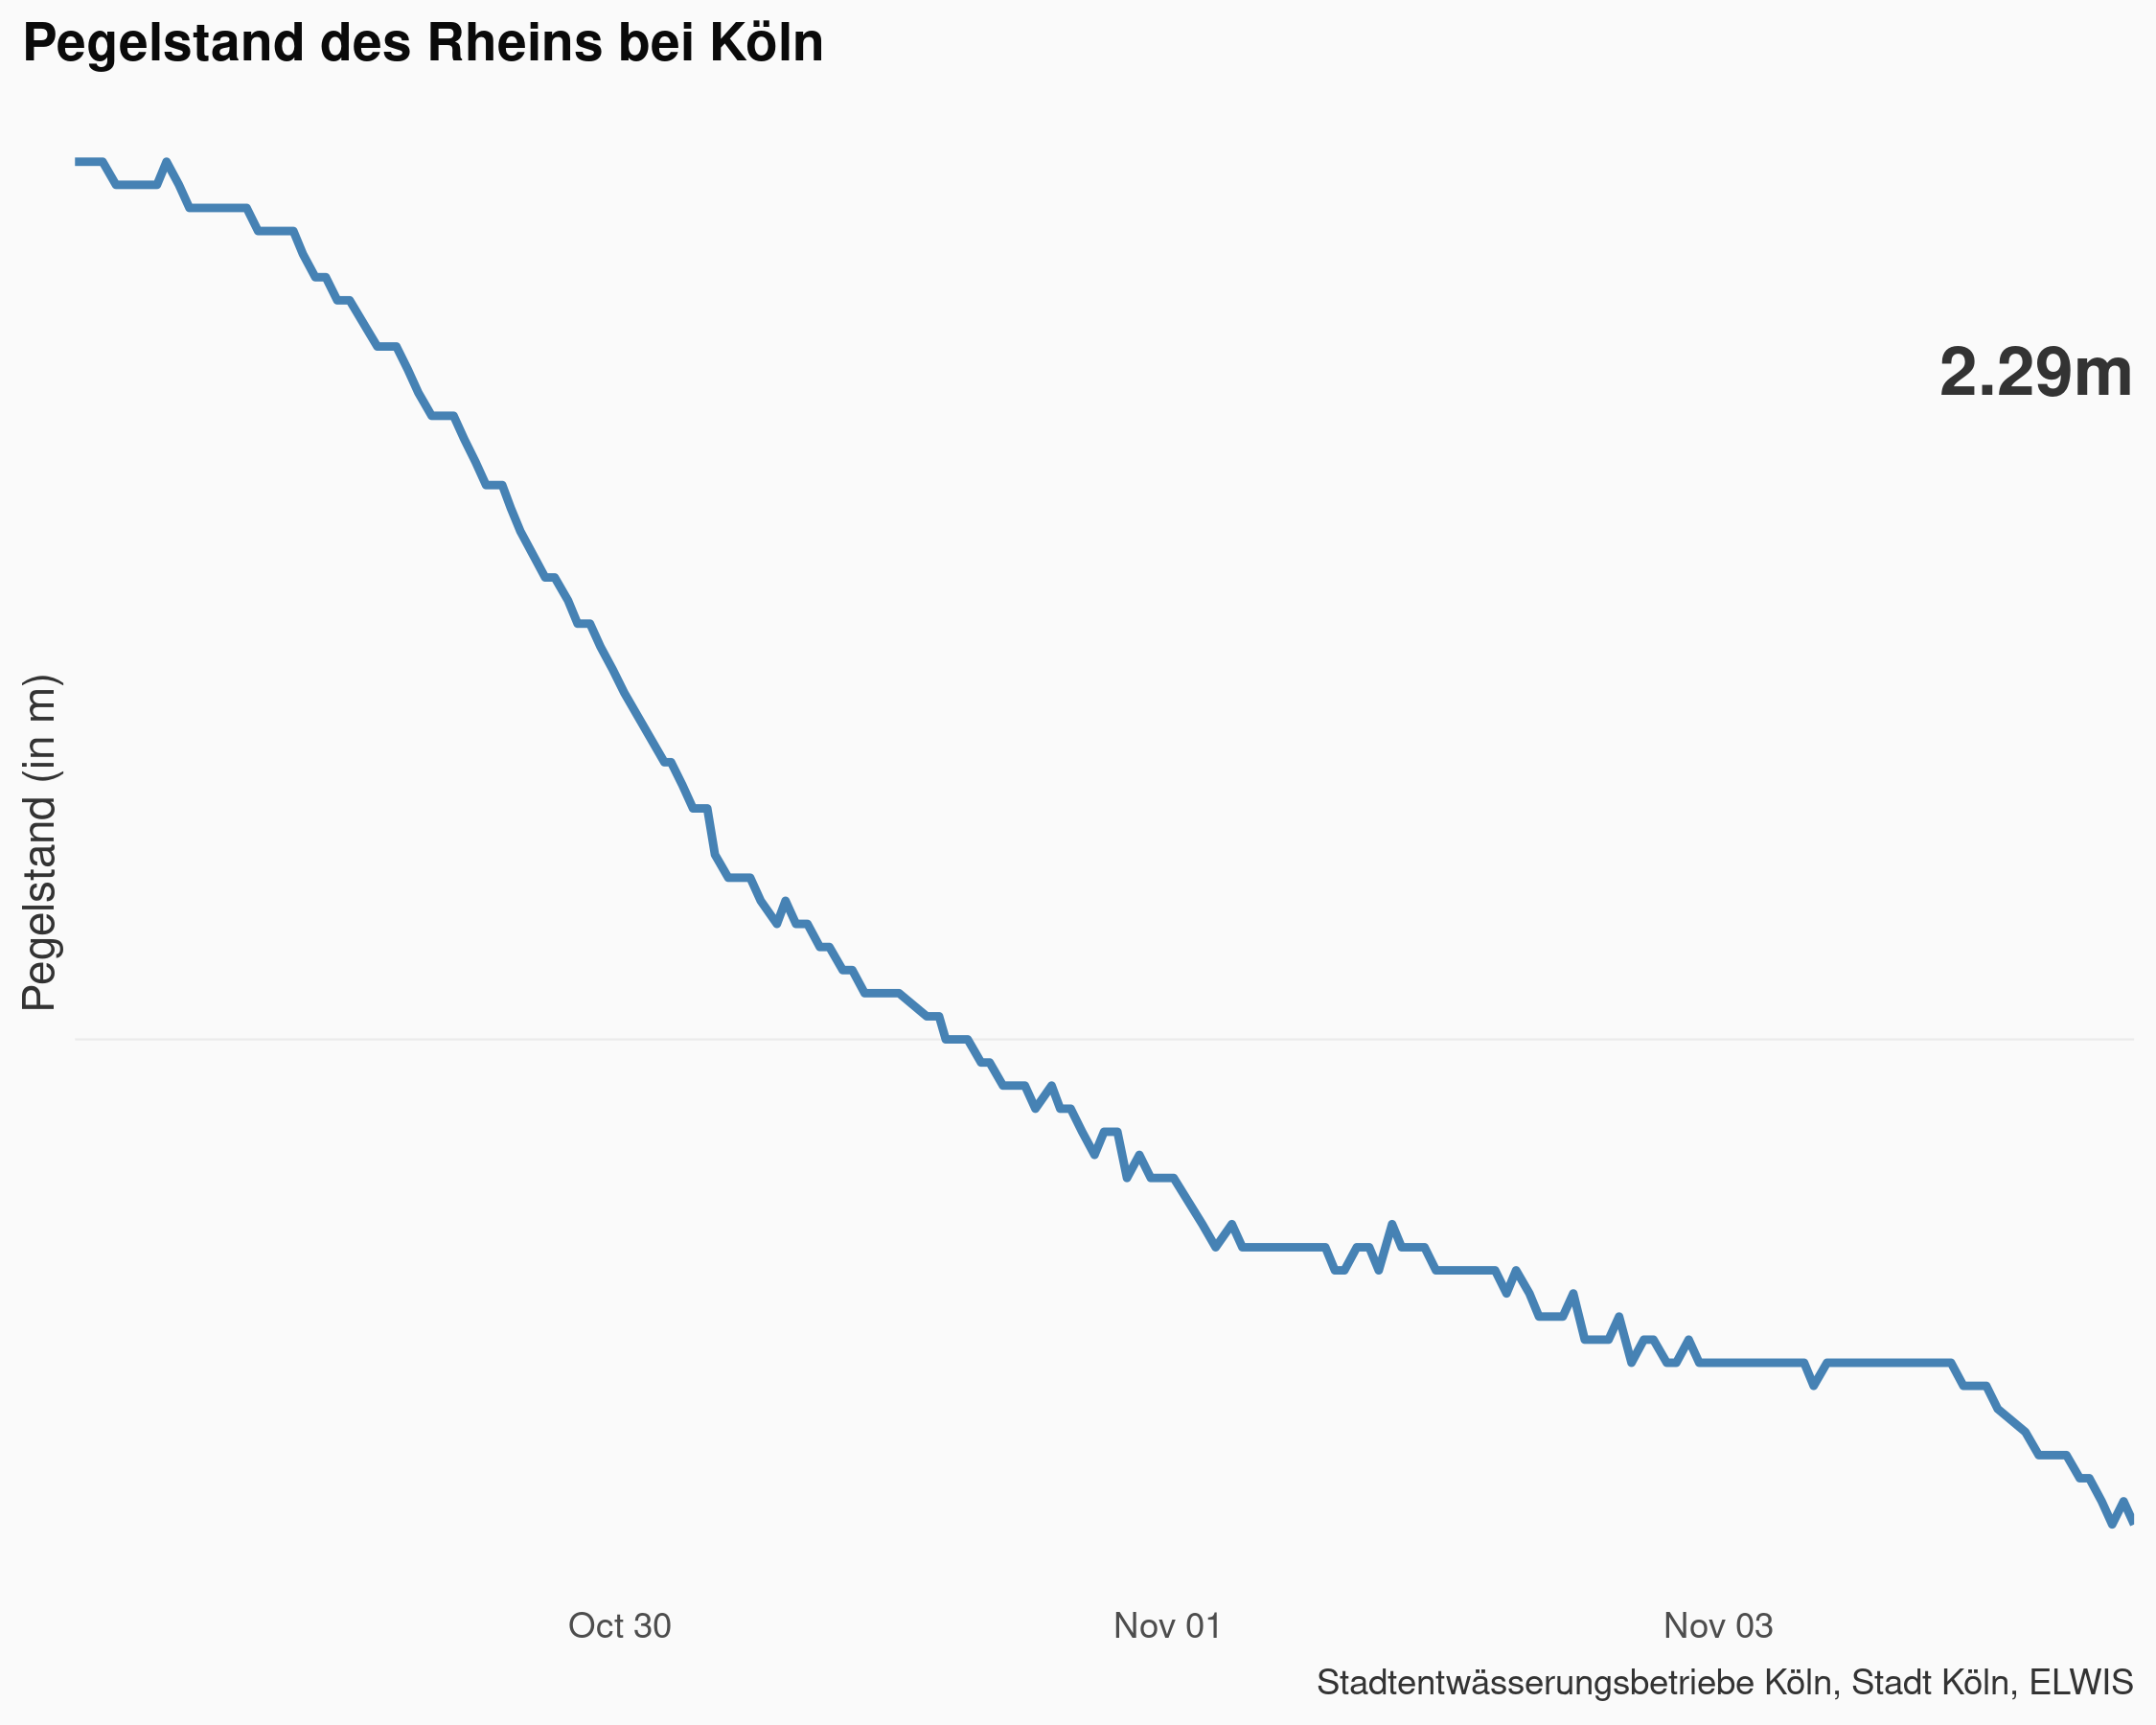 Pegelstand des Rheins bei Köln
2.29m
Pegelstand (in m)
Oct 30
Nov 01
Nov 03
Stadtentwässerungsbetriebe Köln, Stadt Köln, ELWIS